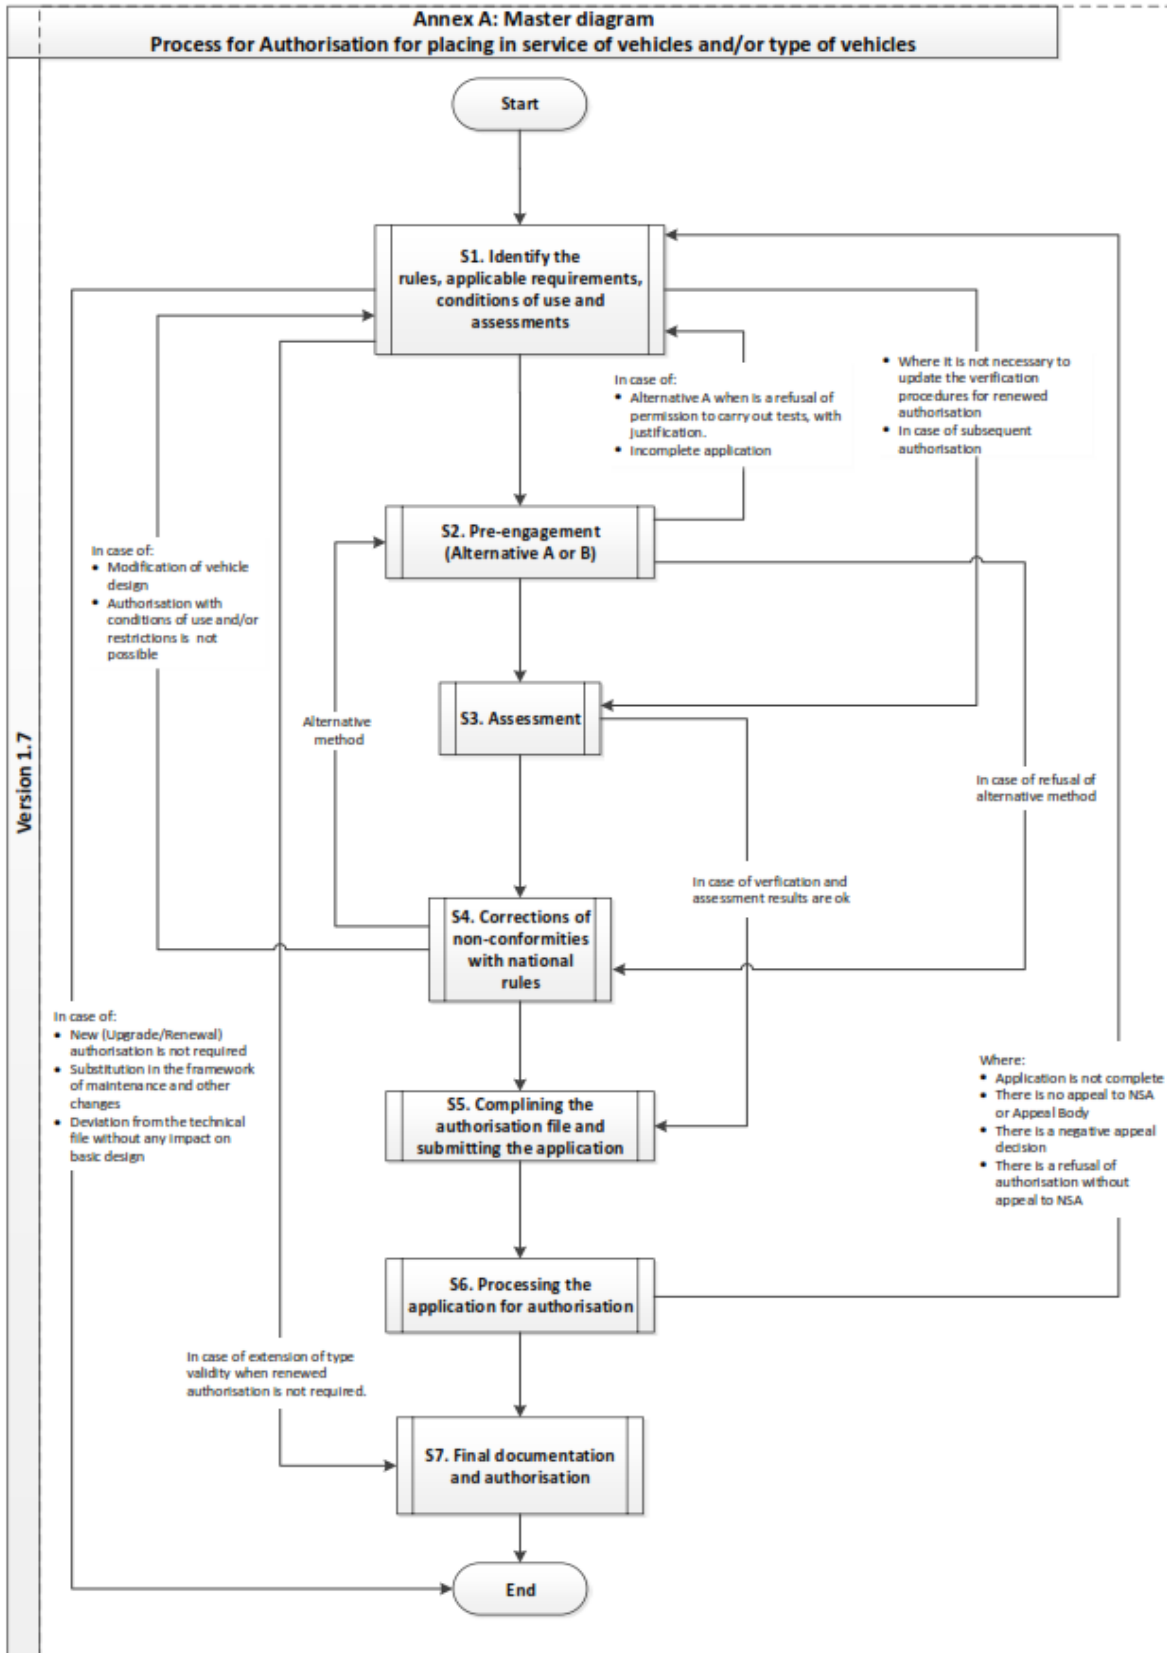 Annex A: Master diagram
Process for Authorisation for placing in service of vehicles and/or type of vehicles
Version 1.7
Start
S1. Identify the
rules, applicable requirements,
conditions of use and
assessments
In case of:
• Alternative A when is a refusal of
permission to carry out tests, with
justification.
• Incomplete application
• Where it is not necessary to
update the verification
procedures for renewed
authorisation
• In case of subsequent
authorisation
S2. Pre-engagement
(Alternative A or B)
In case of:
• Modification of vehicle
design
• Authorisation with
conditions of use and/or
restrictions is not
possible
S3. Assessment
Alternative
method
In case of refusal of
alternative method
In case of verfication and
assessment results are ok
S4. Corrections of
non-conformities
with national
rules
In case of:
• New (Upgrade/Renewal)
authorisation is not required
• Substitution in the framework
of maintenance and other
changes
• Deviation from the technical
file without any impact on
basic design
S5. Complining the
authorisation file and
submitting the application
Where:
• Application is not complete
• There is no appeal to NSA
or Appeal Body
• There is a negative appeal
decision
• There is a refusal of
authorisation without
appeal to NSA
S6. Processing the
application for authorisation
In case of extension of type
validity when renewed
authorisation is not required.
S7. Final documentation
and authorisation
End